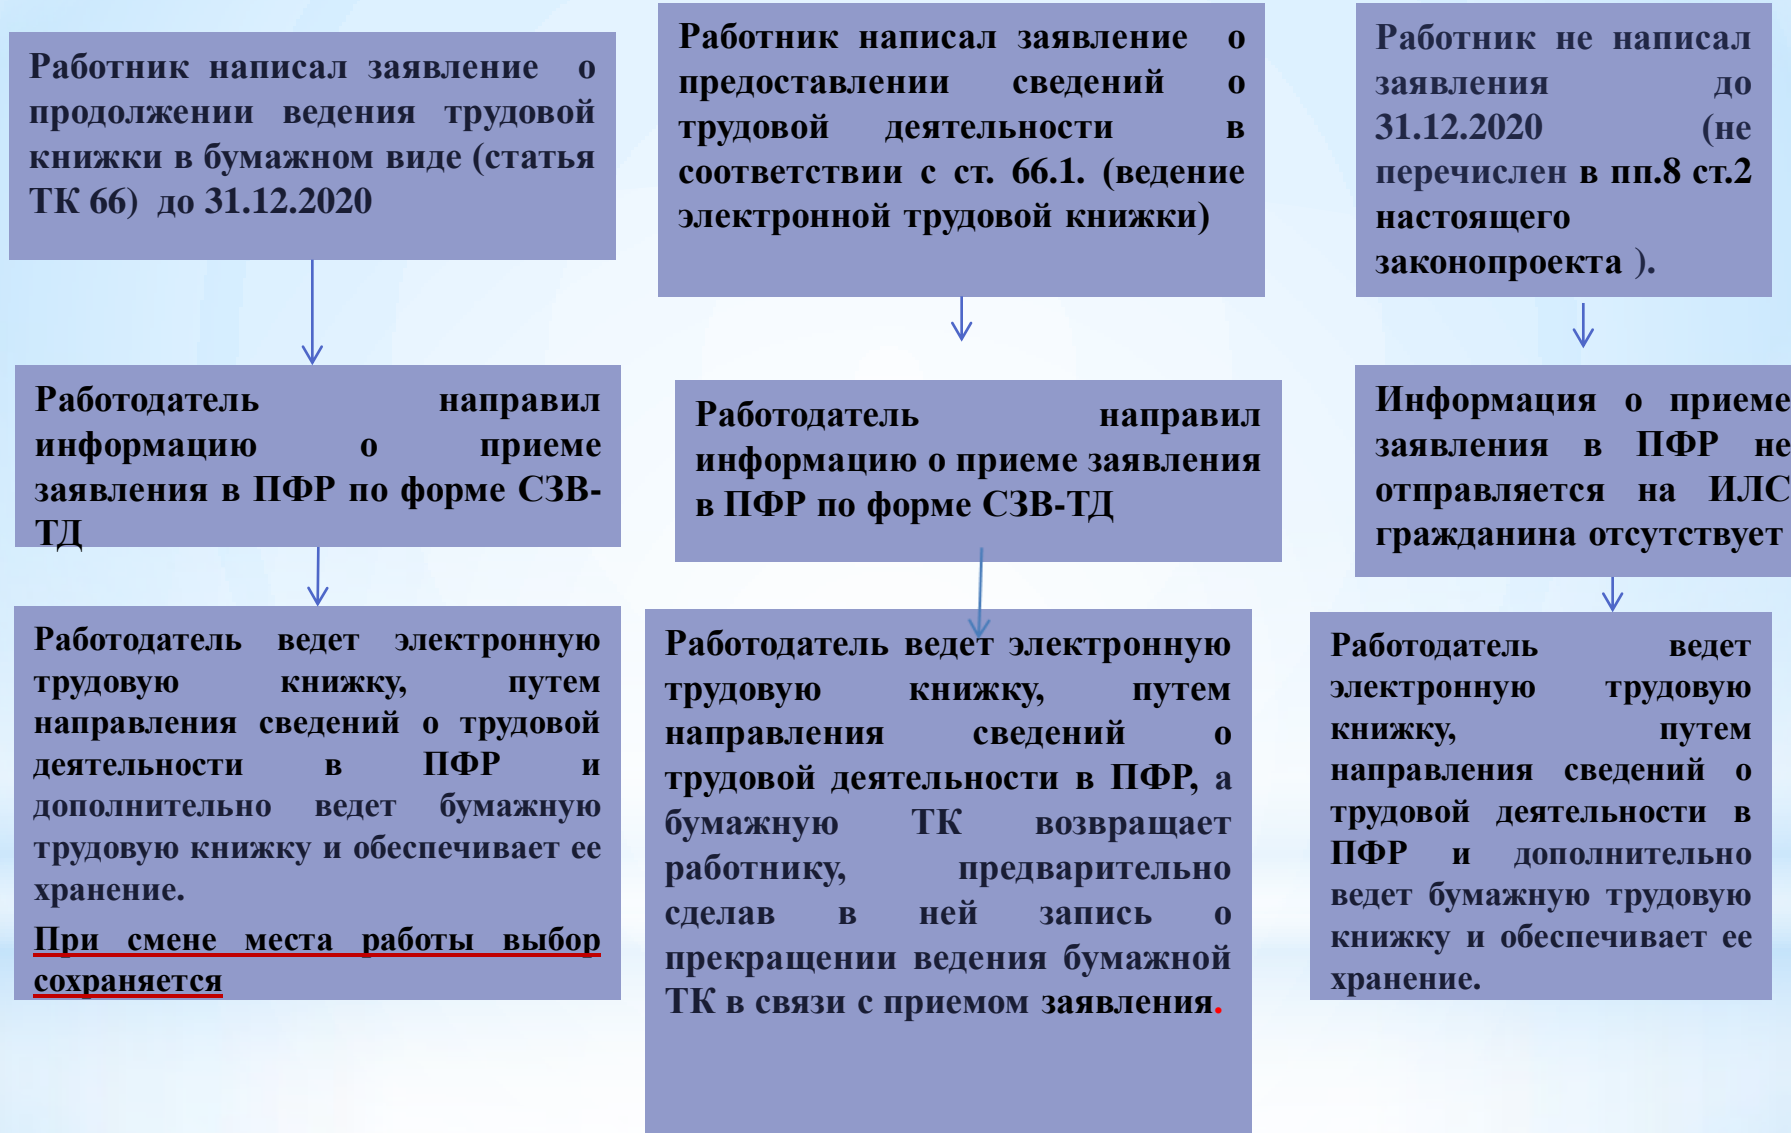 Работник написал заявление о
продолжении ведения трудовой
книжки в бумажном виде (статья
ТК 66) до 31.12.2020
Работодатель направил
информацию о приеме
заявления в ПФР по форме СЗВ-
ТД
Работодатель ведет электронную
трудовую книжку, путем
направления сведений о трудовой
деятельности в ПФР и
дополнительно ведет бумажную
трудовую книжку и обеспечивает ее
хранение.
При смене места работы выбор
сохраняется
Работник написал заявление о
предоставлении сведений о
трудовой деятельности в
соответствии с ст. 66.1. (ведение
электронной трудовой книжки)
Работодатель направил
информацию о приеме заявления
в ПФР по форме СЗВ-ТД
Работодатель ведет электронную
трудовую книжку, путем
направления сведений о
трудовой деятельности в ПФР, а
бумажную ТК возвращает
работнику, предварительно
сделав в ней запись о
прекращении ведения бумажной
ТК в связи с приемом заявления.
Работник не написал
заявления до
31.12.2020 (не
перечислен в пп.8 ст.2
настоящего
законопроекта ).
Информация о приеме
заявления в ПФР не
отправляется на ИЛС
гражданина отсутствует
Работодатель ведет
электронную трудовую
книжку, путем
направления сведений о
трудовой деятельности в
ПФР и дополнительно
ведет бумажную трудовую
книжку и обеспечивает ее
хранение.